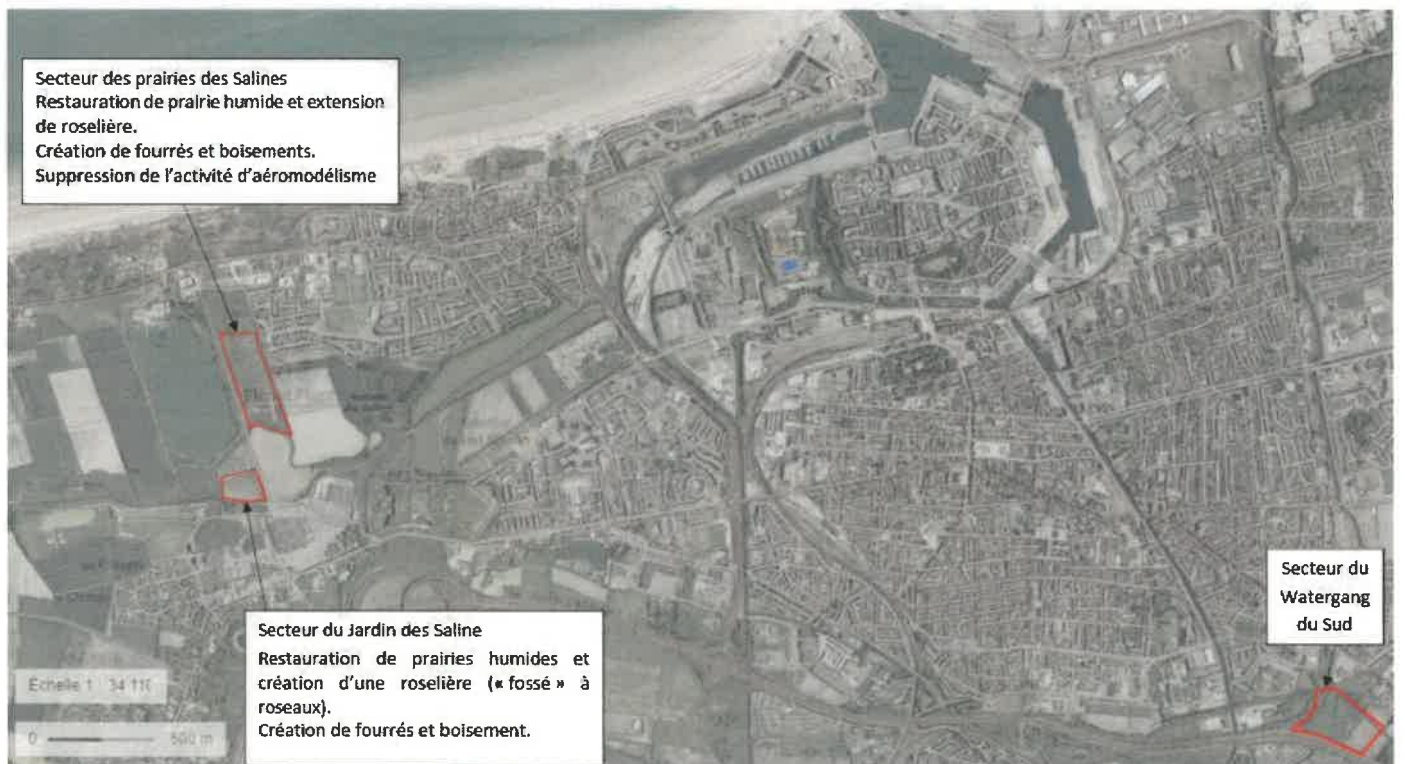 Secteur des prairies des Salines
Restauration de prairie humide et extension
de roselière.
Création de fourrés et boisements.
Suppression de l'activité d'aéromodélisme
Secteur du Jardin des Saline
Restauration de prairies humides et
création d'une roselière (« fossé » à
roseaux).
Création de fourrés et boisement.
Secteur du
Watergang
du Sud
Echelle 1 : 34 110
0 500 m